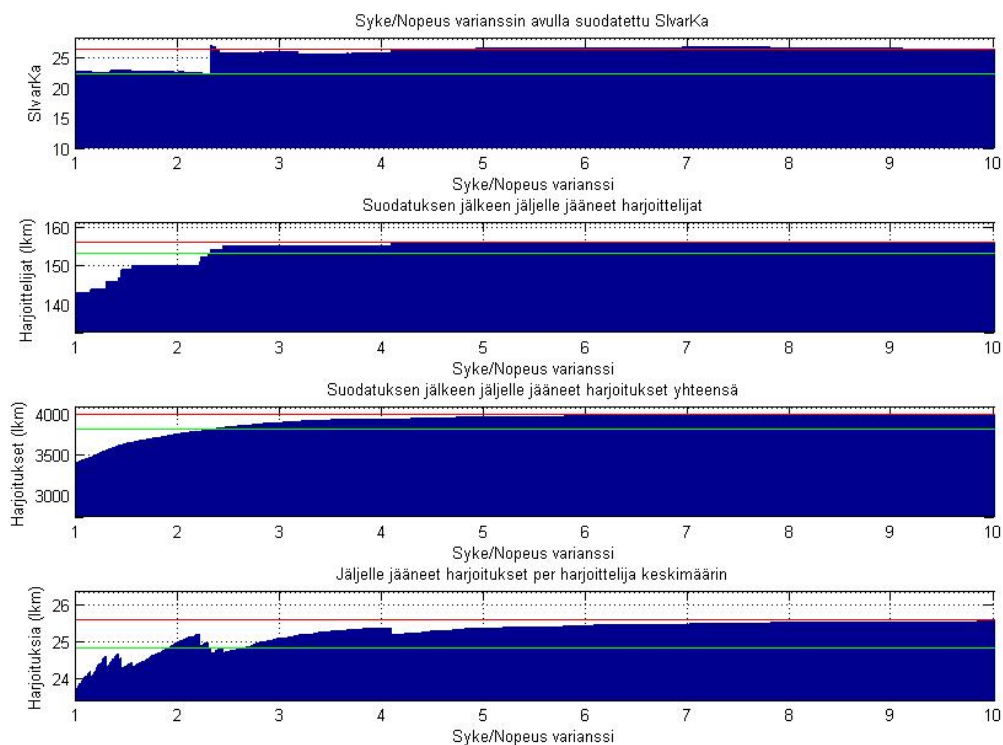 Syke/Nopeus varianssin avulla suodatettu SIvarKa
SIvarKa
25
20
15
10
1 2 3 4 5 6 7 8 9 10
Syke/Nopeus varianssi
Suodatuksen jälkeen jäljelle jääneet harjoittelijat
Harjoittelijat (lkm)
160
150
140
1 2 3 4 5 6 7 8 9 10
Syke/Nopeus varianssi
Suodatuksen jälkeen jäljelle jääneet harjoitukset yhteensä
Harjoitukset (lkm)
4000
3500
3000
1 2 3 4 5 6 7 8 9 10
Syke/Nopeus varianssi
Jäljelle jääneet harjoitukset per harjoittelija keskimäärin
Harjoituksia (lkm)
26
25
24
1 2 3 4 5 6 7 8 9 10
Syke/Nopeus varianssi